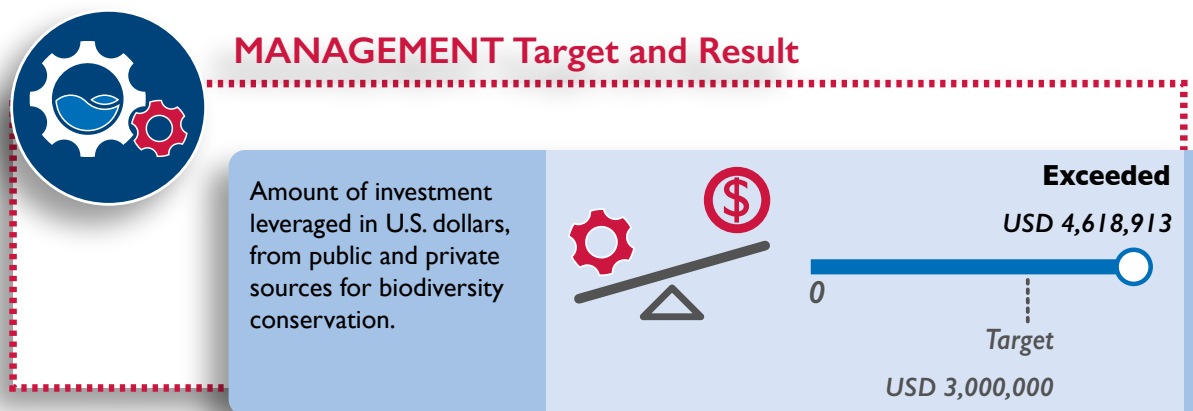 MANAGEMENT Target and Result
Amount of investment
leveraged in U.S. dollars,
from public and private
sources for biodiversity
conservation.
$
Exceeded
USD 4,618,913
0
Target
USD 3,000,000